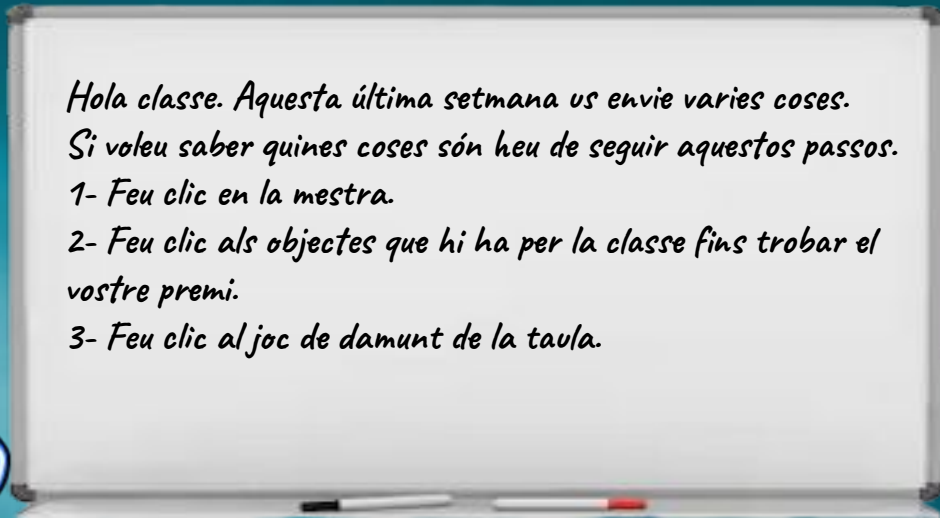 Hola classe. Aquesta última setmana us envie varies coses.
Si voleu saber quines coses són heu de seguir aquestos passos.
1- Feu clic en la mestra.
2- Feu clic als objectes que hi ha per la classe fins trobar el
vostre premi.
3- Feu clic al joc de damunt de la taula.